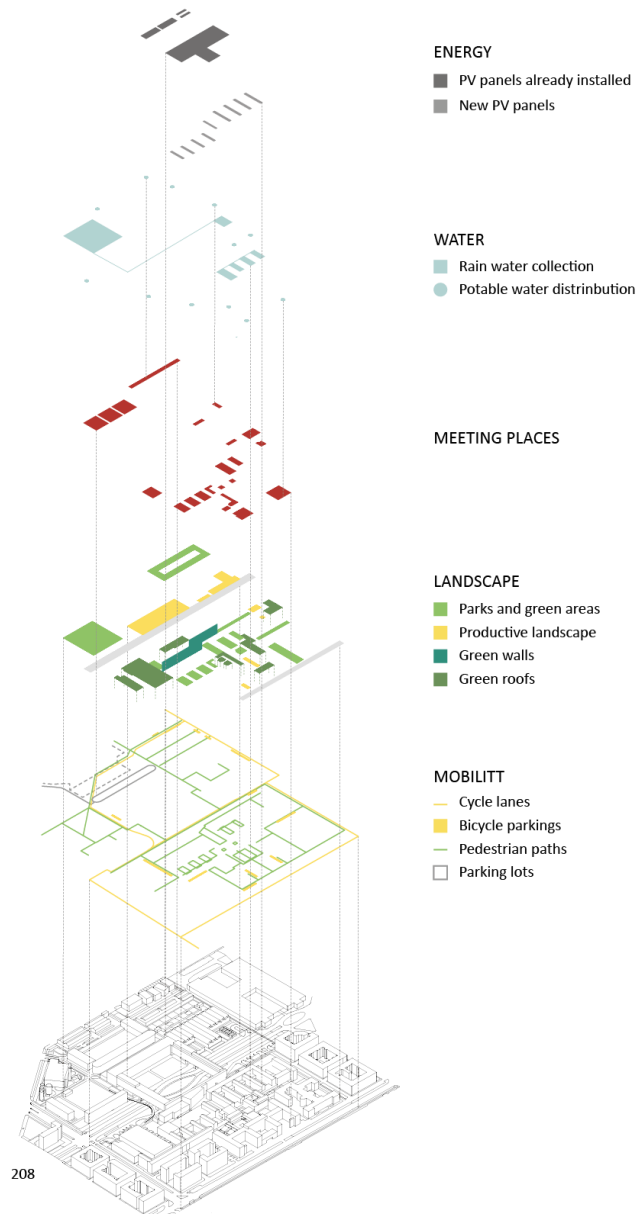 ENERGY
PV panels already installed
New PV panels
WATER
Rain water collection
Potable water distrinbution
MEETING PLACES
LANDSCAPE
Parks and green areas
Productive landscape
Green walls
Green roofs
MOBILITT
Cycle lanes
Bicycle parkings
Pedestrian paths
Parking lots
208